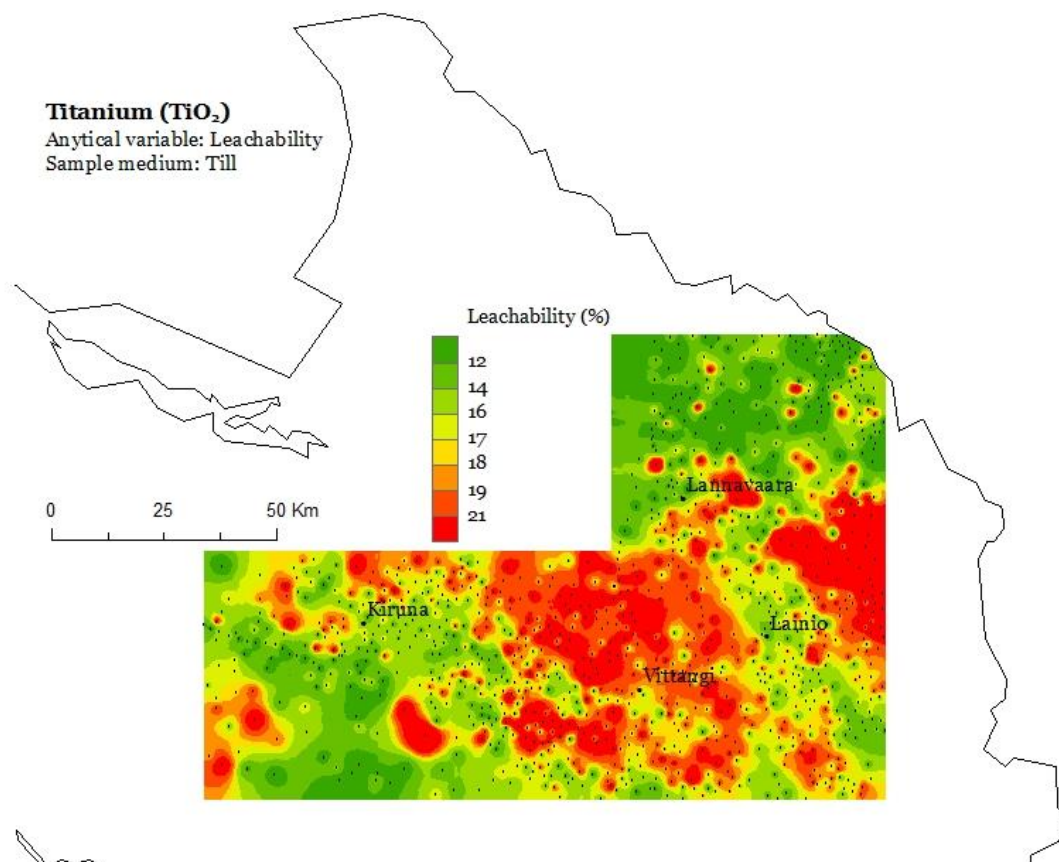 Titanium (TiO₂)
Anytical variable: Leachability
Sample medium: Till
Leachability (%)
12
14
16
17
18
19
21
0 25 50 Km
Lannavaara
Kiruna
Lainio
Vittangi